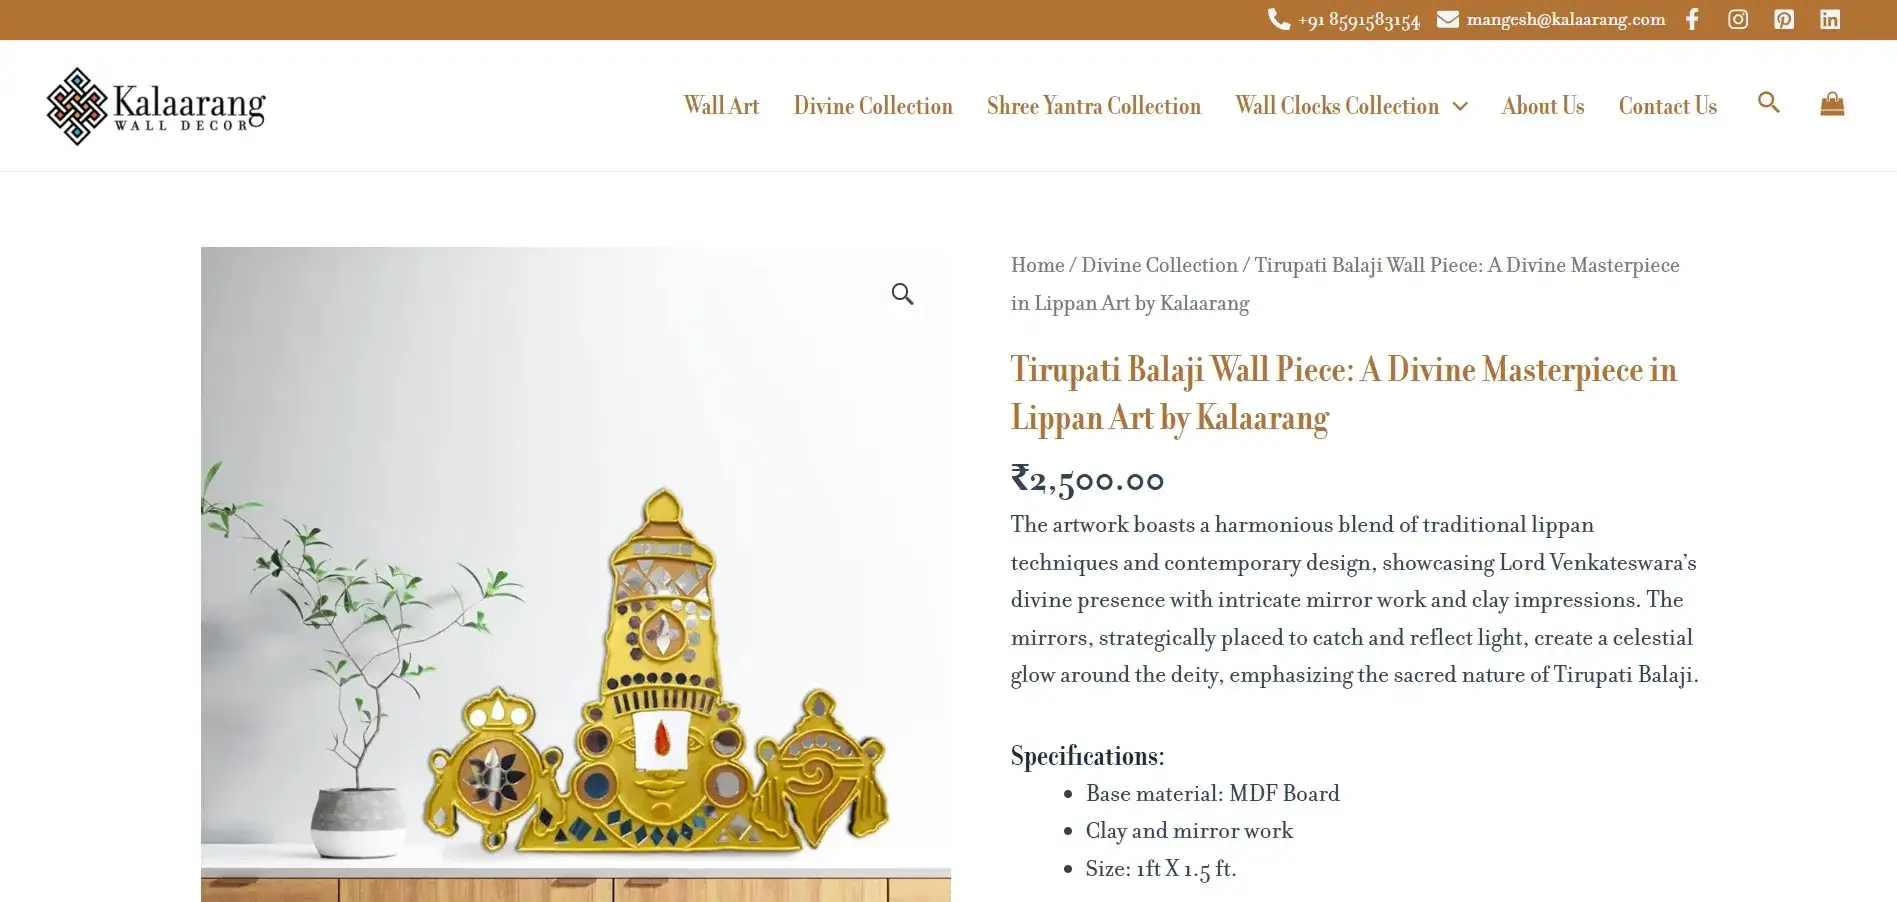 +91 8591583154 mangesh@kalaarang.com
Kalaarang
WALL DECOR
Wall Art Divine Collection Shree Yantra Collection Wall Clocks Collection About Us Contact Us
Home / Divine Collection / Tirupati Balaji Wall Piece: A Divine Masterpiece
in Lippan Art by Kalaarang
Tirupati Balaji Wall Piece: A Divine Masterpiece in
Lippan Art by Kalaarang
₹2,500.00
The artwork boasts a harmonious blend of traditional lippan
techniques and contemporary design, showcasing Lord Venkateswara’s
divine presence with intricate mirror work and clay impressions. The
mirrors, strategically placed to catch and reflect light, create a celestial
glow around the deity, emphasizing the sacred nature of Tirupati Balaji.
Specifications:
• Base material: MDF Board
• Clay and mirror work
• Size: 1ft X 1.5 ft.